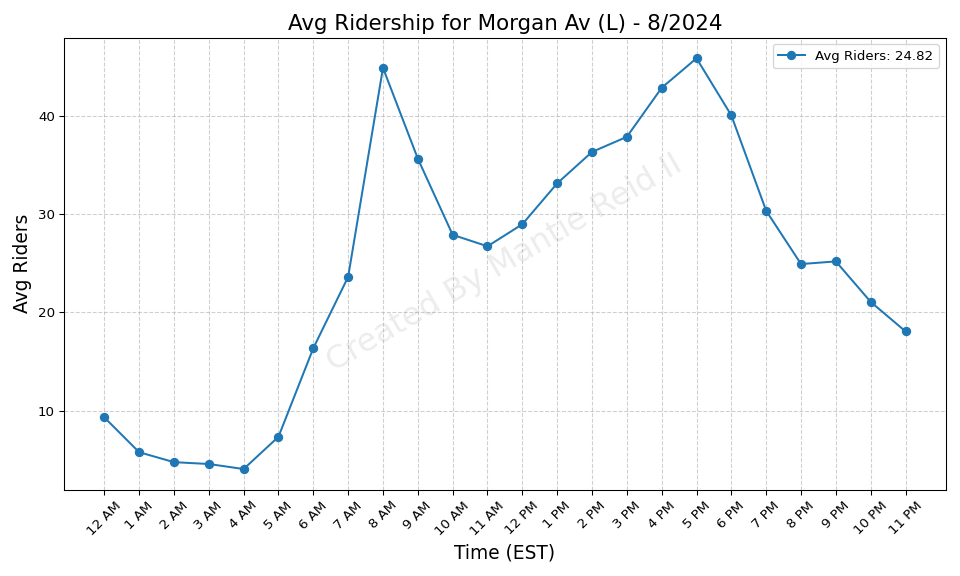 Avg Ridership for Morgan Av (L) - 8/2024
Avg Riders: 24.82
Avg Riders
40
30
20
10
Created By Mantie Reid II
12 AM
1 AM
2 AM
3 AM
4 AM
5 AM
6 AM
7 AM
8 AM
9 AM
10 AM
11 AM
12 PM
1 PM
2 PM
3 PM
4 PM
5 PM
6 PM
7 PM
8 PM
9 PM
10 PM
11 PM
Time (EST)